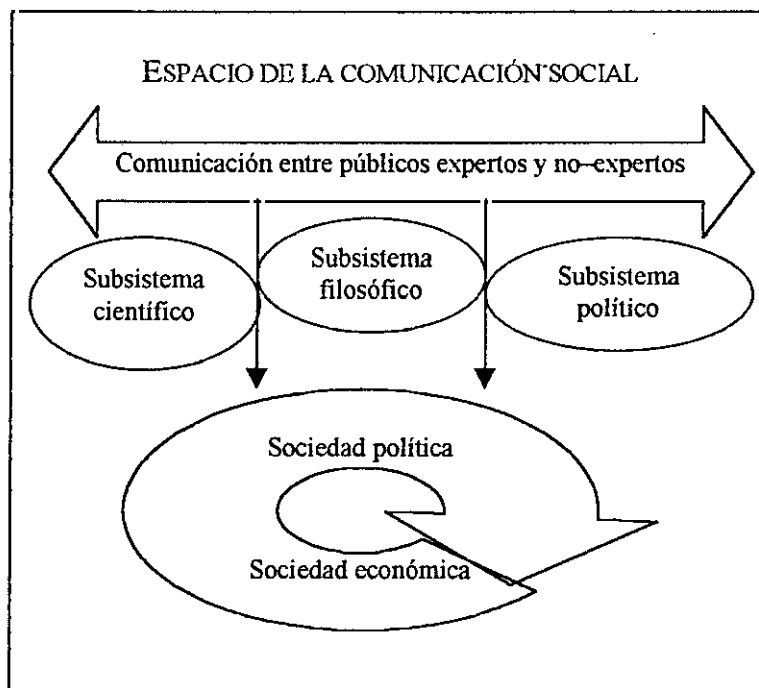 ESPACIO DE LA COMUNICACIÓN SOCIAL
Comunicación entre públicos expertos y no–expertos
Subsistema
científico
Subsistema
filosófico
Subsistema
político
Sociedad política
Sociedad económica